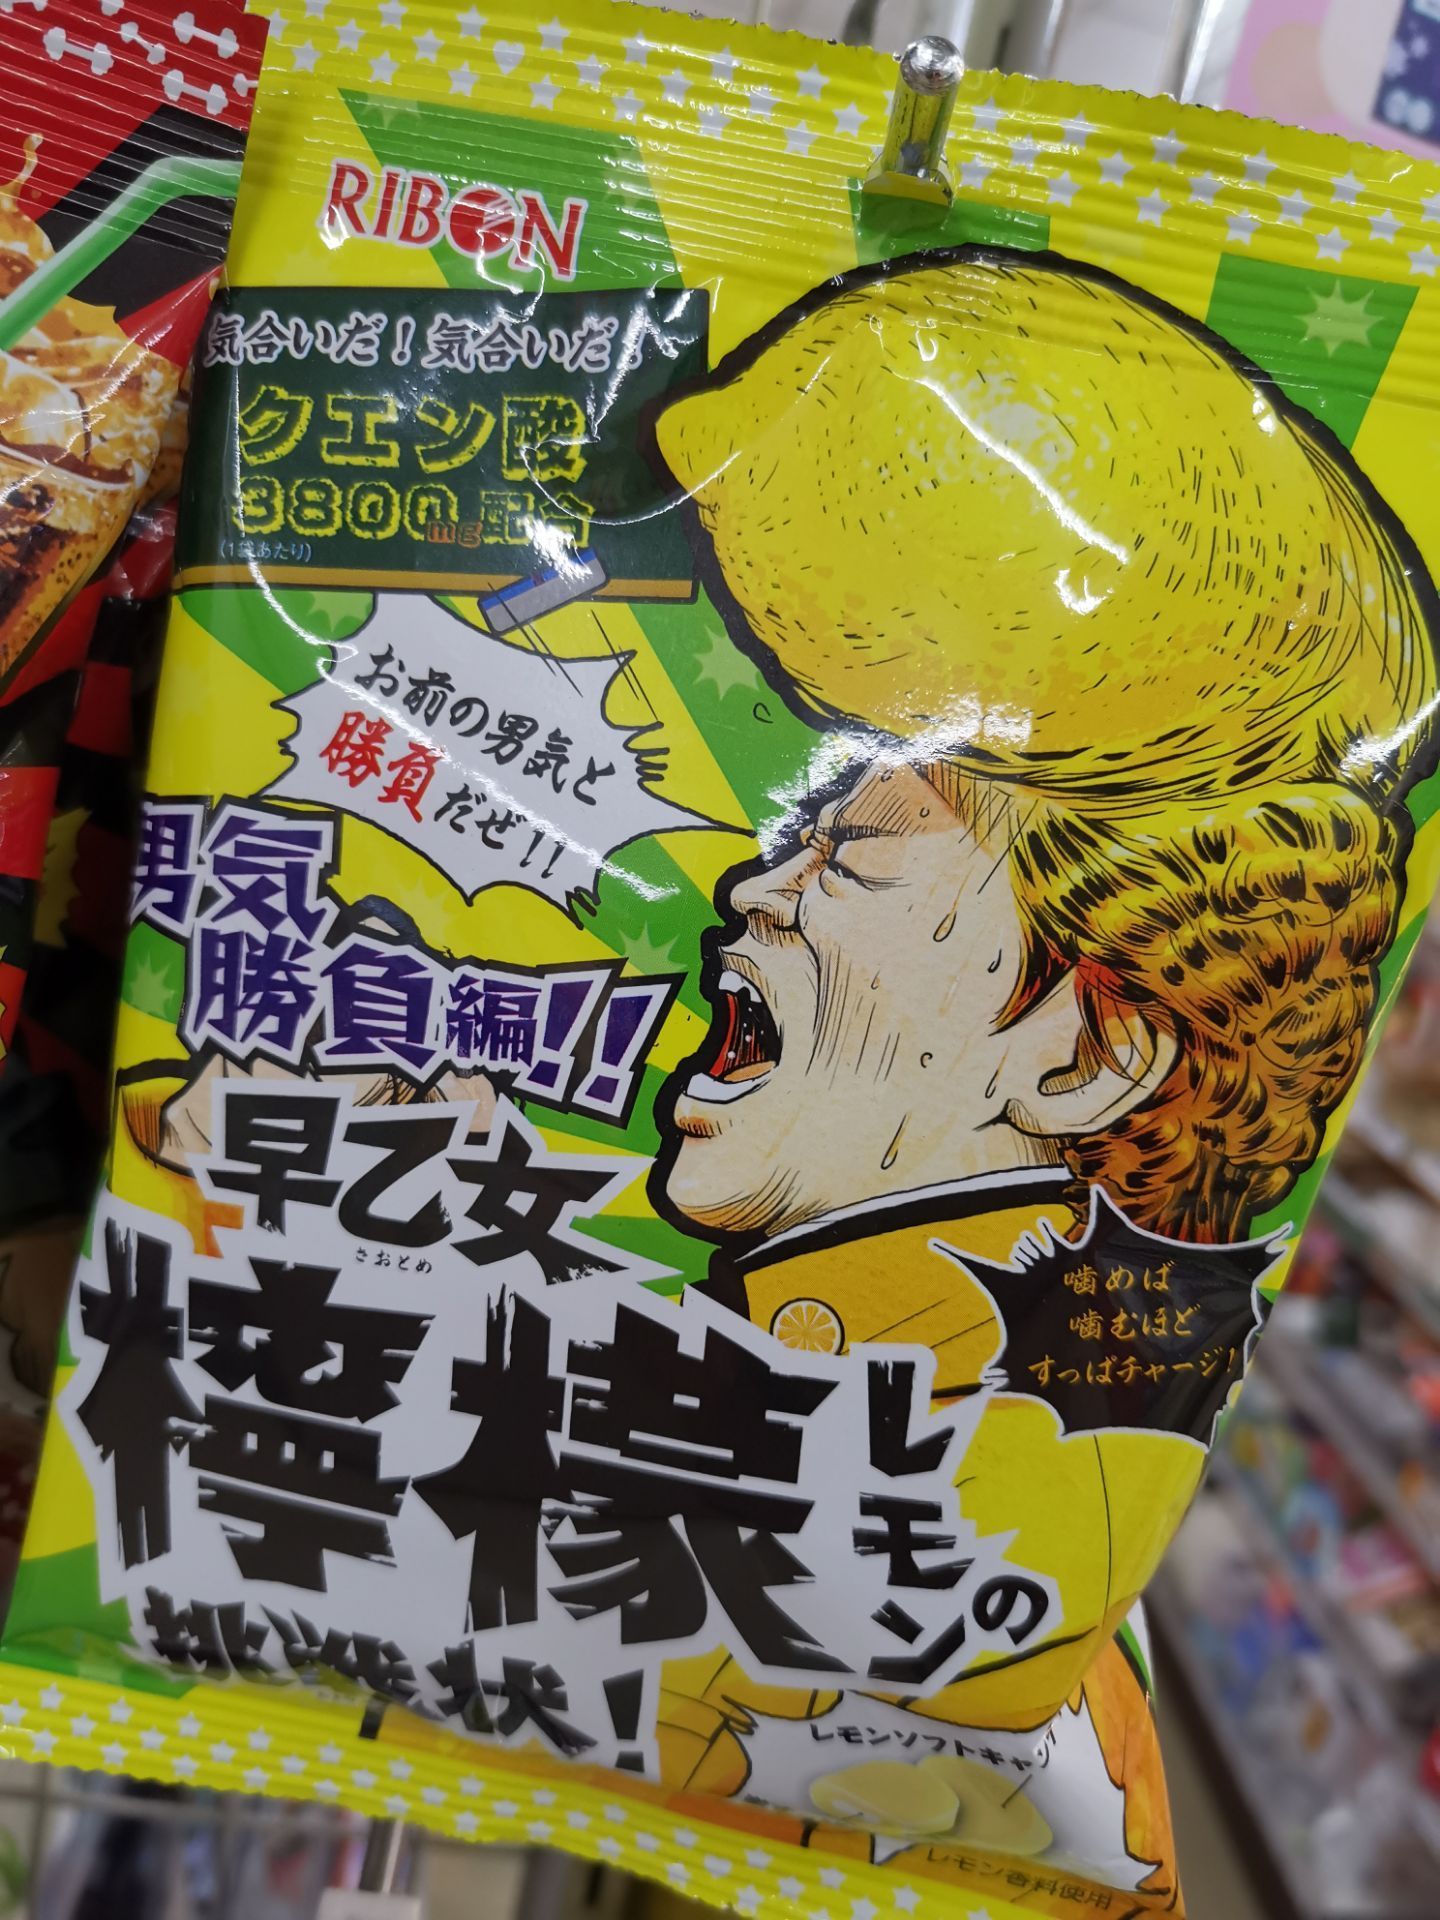 RIBON
気合いだ！気合いだ！
クエン酸
3800mg配合
(1袋あたり)
お前の男気と
勝負だぜ!!
男気
勝負編!!
早乙女
さおとめ
檸檬
レモンの
挑戦状!
噛めば
噛むほど
すっぱチャージ!
レモンソフトキャンデ
レモン香料使用